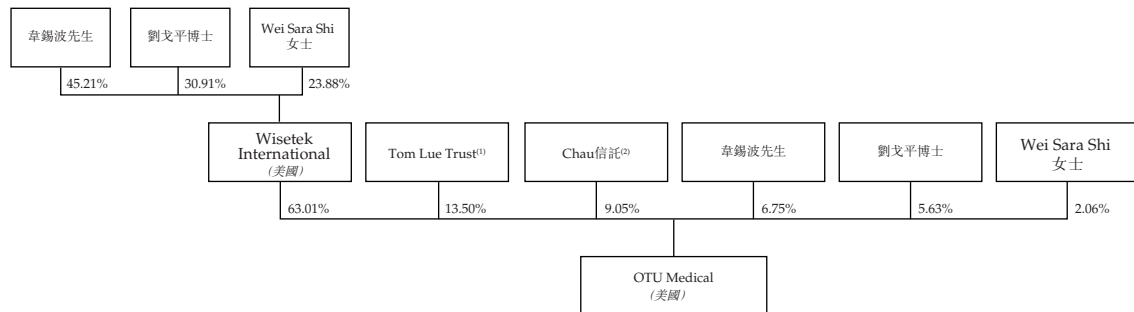 韋錫波先生
劉戈平博士
Wei Sara Shi
女士
45.21%
30.91%
23.88%
Wisetek
International
(美國)
Tom Lue Trust(1)
Chau信託(2)
韋錫波先生
劉戈平博士
Wei Sara Shi
女士
63.01%
13.50%
9.05%
6.75%
5.63%
2.06%
OTU Medical
(美國)